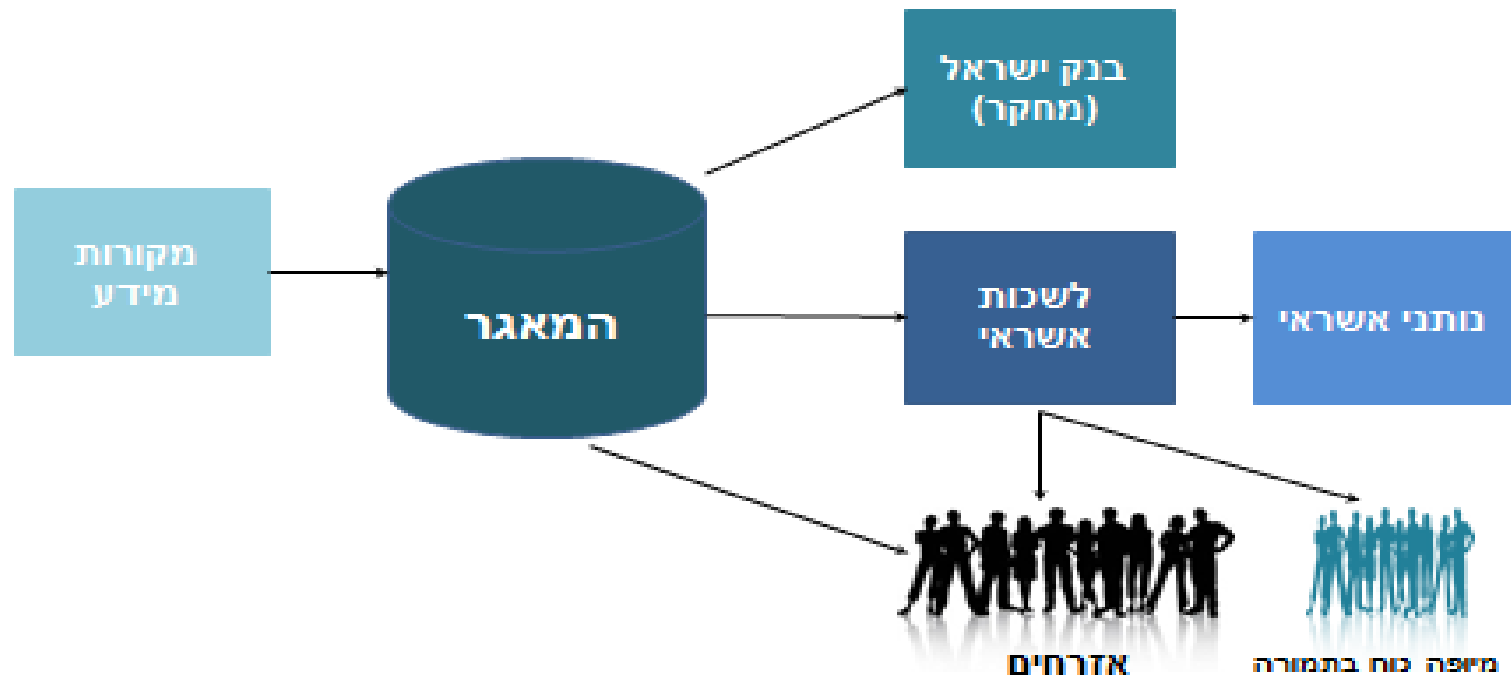 בנק ישראל
(מחקר)
מקורות
מידע
המאגר
לשכות
אשראי
נותני אשראי
אזרחים
מיופה כוח בתמורה